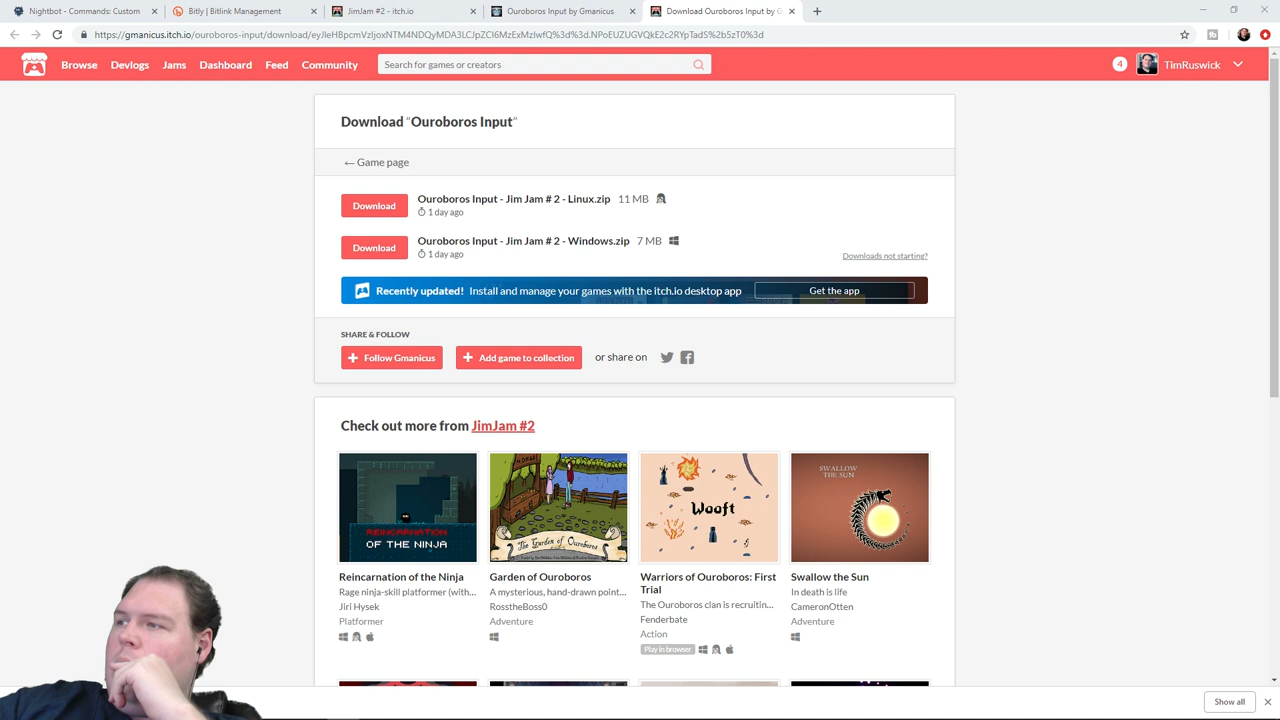 Nightbot - Commands: Custom
Bitly | Bitlink Management
JimJam #2 - itch.io
Ouroboros Input by Gmanicus
Download Ouroboros Input by G
Browse
Devlogs
Jams
Dashboard
Feed
Community
Search for games or creators
4
TimRuswick
Download “Ouroboros Input”
← Game page
Download
Ouroboros Input - Jim Jam # 2 - Linux.zip 11 MB
1 day ago
Download
Ouroboros Input - Jim Jam # 2 - Windows.zip 7 MB
1 day ago
Downloads not starting?
Recently updated! Install and manage your games with the itch.io desktop app
Get the app
SHARE & FOLLOW
Follow Gmanicus
Add game to collection
or share on
Check out more from JimJam #2
REINCARNATION
OF THE NINJA
The Garden of Ouroboros
Wooft
SWALLOW
THE SUN
Reincarnation of the Ninja
Rage ninja-skill platformer (with...
Jiri Hysek
Platformer
Garden of Ouroboros
A mysterious, hand-drawn point...
RosstheBoss0
Adventure
Warriors of Ouroboros: First
Trial
The Ouroboros clan is recruitin...
Fenderbate
Action
Play in browser
Swallow the Sun
In death is life
CameronOtten
Adventure
Show all